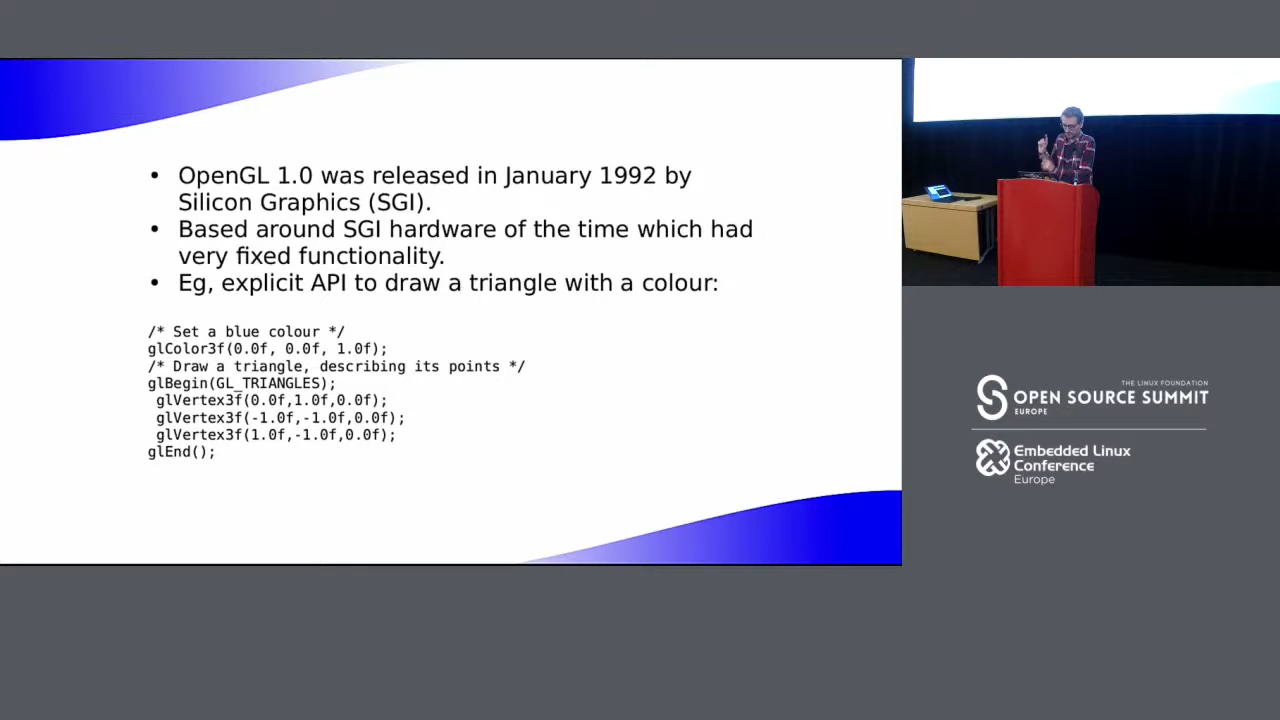 • OpenGL 1.0 was released in January 1992 by
Silicon Graphics (SGI).
• Based around SGI hardware of the time which had
very fixed functionality.
• Eg, explicit API to draw a triangle with a colour:
/* Set a blue colour */
glColor3f(0.0f, 0.0f, 1.0f);
/* Draw a triangle, describing its points */
glBegin(GL_TRIANGLES);
glVertex3f(0.0f,1.0f,0.0f);
glVertex3f(-1.0f,-1.0f,0.0f);
glVertex3f(1.0f,-1.0f,0.0f);
glEnd();
THE LINUX FOUNDATION
OPEN SOURCE SUMMIT
EUROPE
Embedded Linux
Conference
Europe